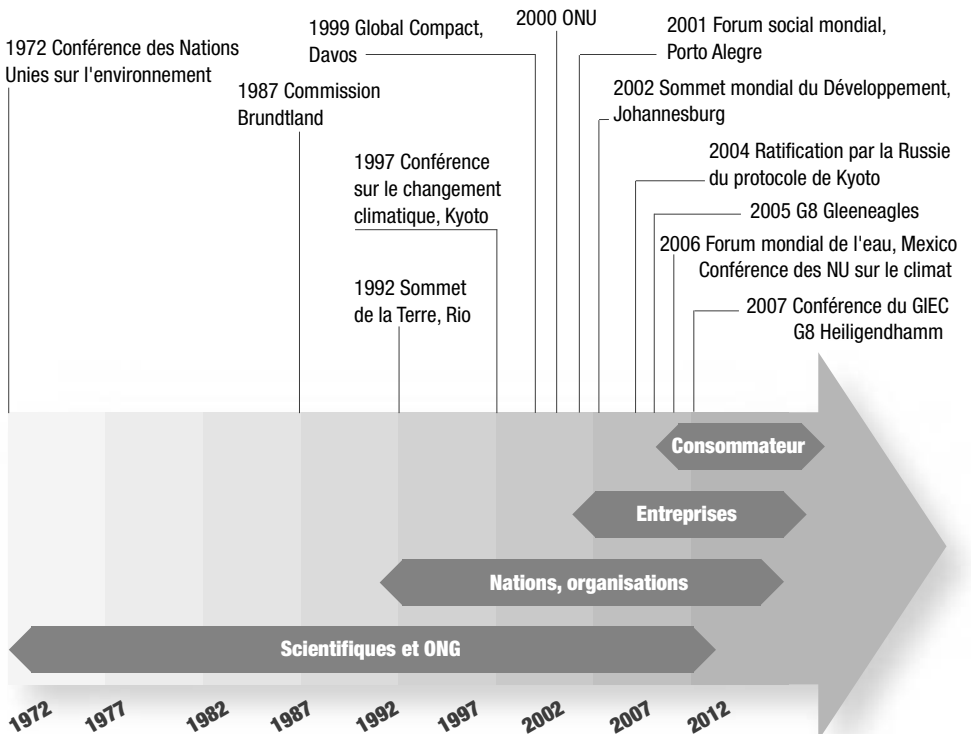 1972 Conférence des Nations
Unies sur l'environnement
1987 Commission
Brundtland
1992 Sommet
de la Terre, Rio
1997 Conférence
sur le changement
climatique, Kyoto
1999 Global Compact,
Davos
2000 ONU
2001 Forum social mondial,
Porto Alegre
2002 Sommet mondial du Développement,
Johannesburg
2004 Ratification par la Russie
du protocole de Kyoto
2005 G8 Gleeneagles
2006 Forum mondial de l'eau, Mexico
Conférence des NU sur le climat
2007 Conférence du GIEC
G8 Heiligendhamm
Consommateur
Entreprises
Nations, organisations
Scientifiques et ONG
1972 1977 1982 1987 1992 1997 2002 2007 2012